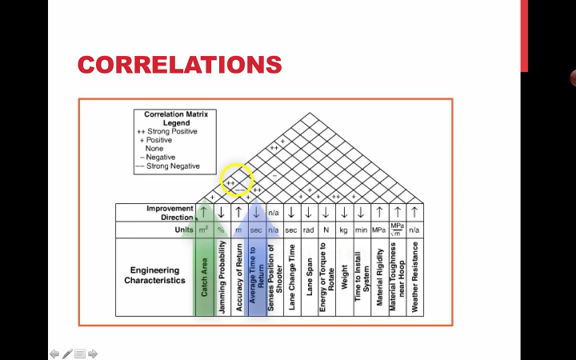 CORRELATIONS
Correlation Matrix
Legend
++ Strong Positive
+ Positive
None
− Negative
−− Strong Negative
++
−
++
−−
+
++
+
+
++
+
Improvement
Direction
↑ ↓ ↑ ↓ n/a ↓ ↓ ↓ ↓ ↓ ↑ ↑ n/a
Units
m² % m sec n/a sec rad N kg min MPa MPa/√m n/a
Engineering
Characteristics
Catch Area
Jamming Probability
Accuracy of Return
Average Time to
Return
Senses Position of
Shooter
Lane Change Time
Lane Span
Energy of Torque to
Rotate
Weight
Time to Install
System
Material Rigidity
Material Toughness
near Hoop
Weather Resistance